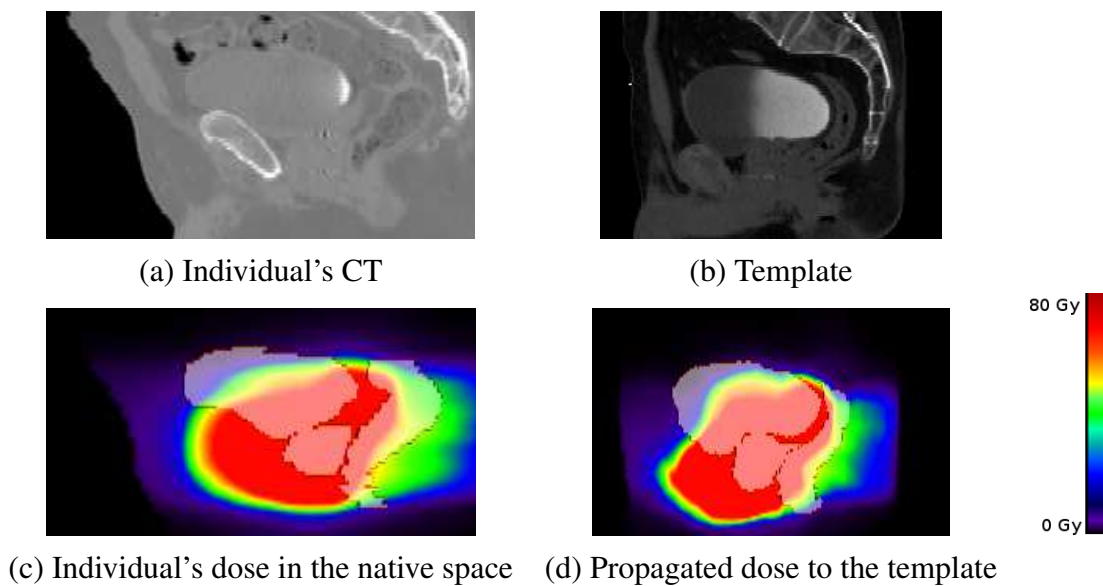 (a) Individual's CT
(b) Template
80 Gy
0 Gy
(c) Individual's dose in the native space
(d) Propagated dose to the template